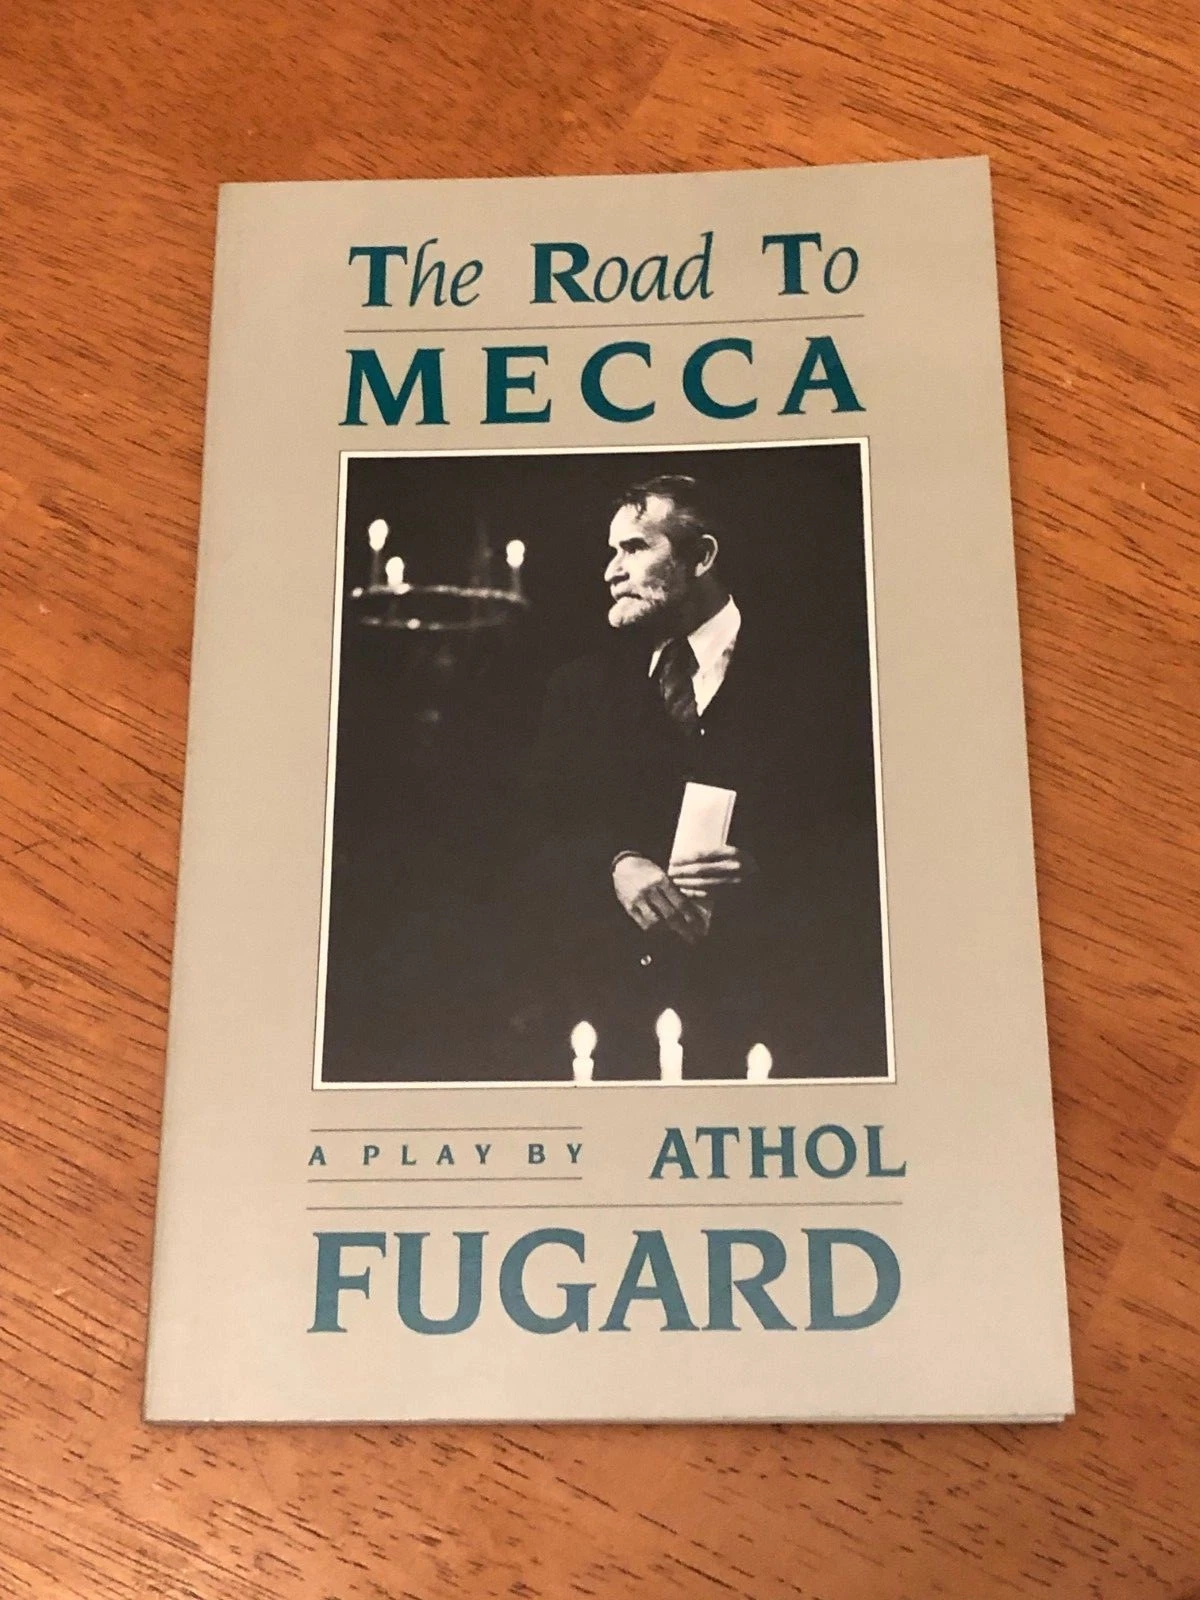 The Road To
MECCA
A PLAY BY ATHOL
FUGARD